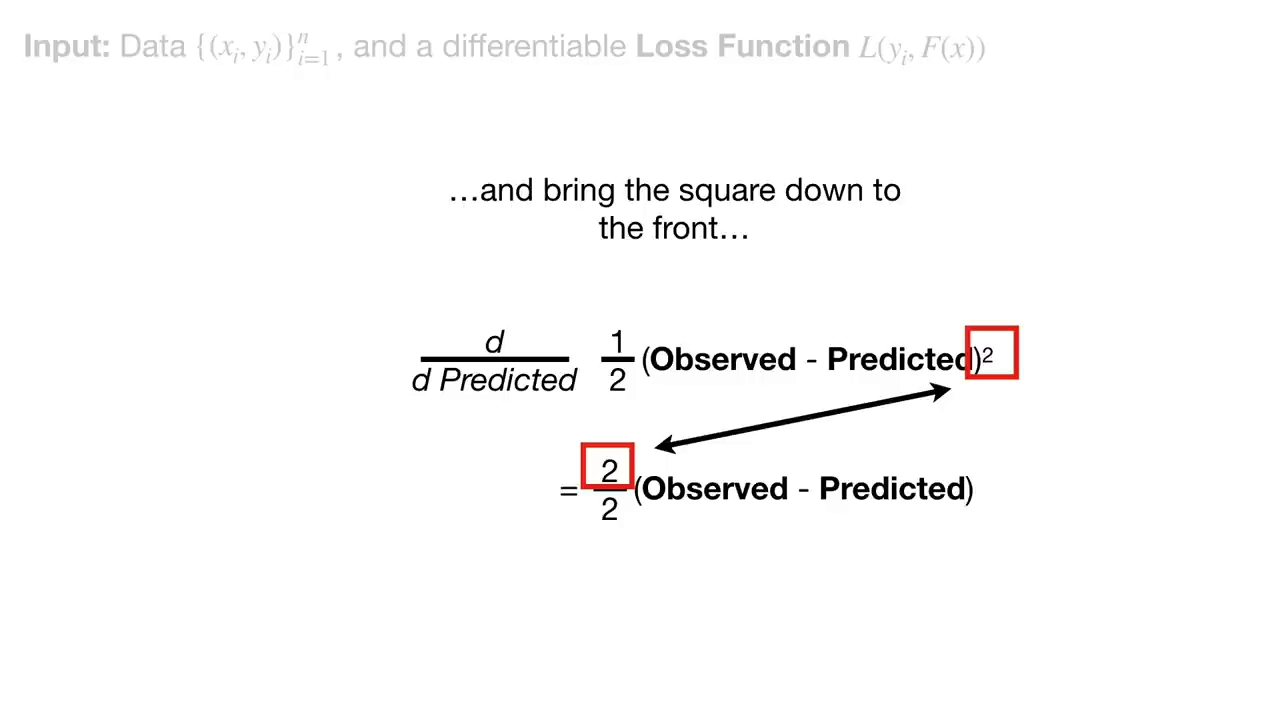 Input: Data {(xᵢ, yᵢ)}ⁿᵢ₌₁, and a differentiable Loss Function L(yᵢ, F(x))
…and bring the square down to
the front…
d/d Predicted 1/2 (Observed - Predicted)²
= 2/2 (Observed - Predicted)